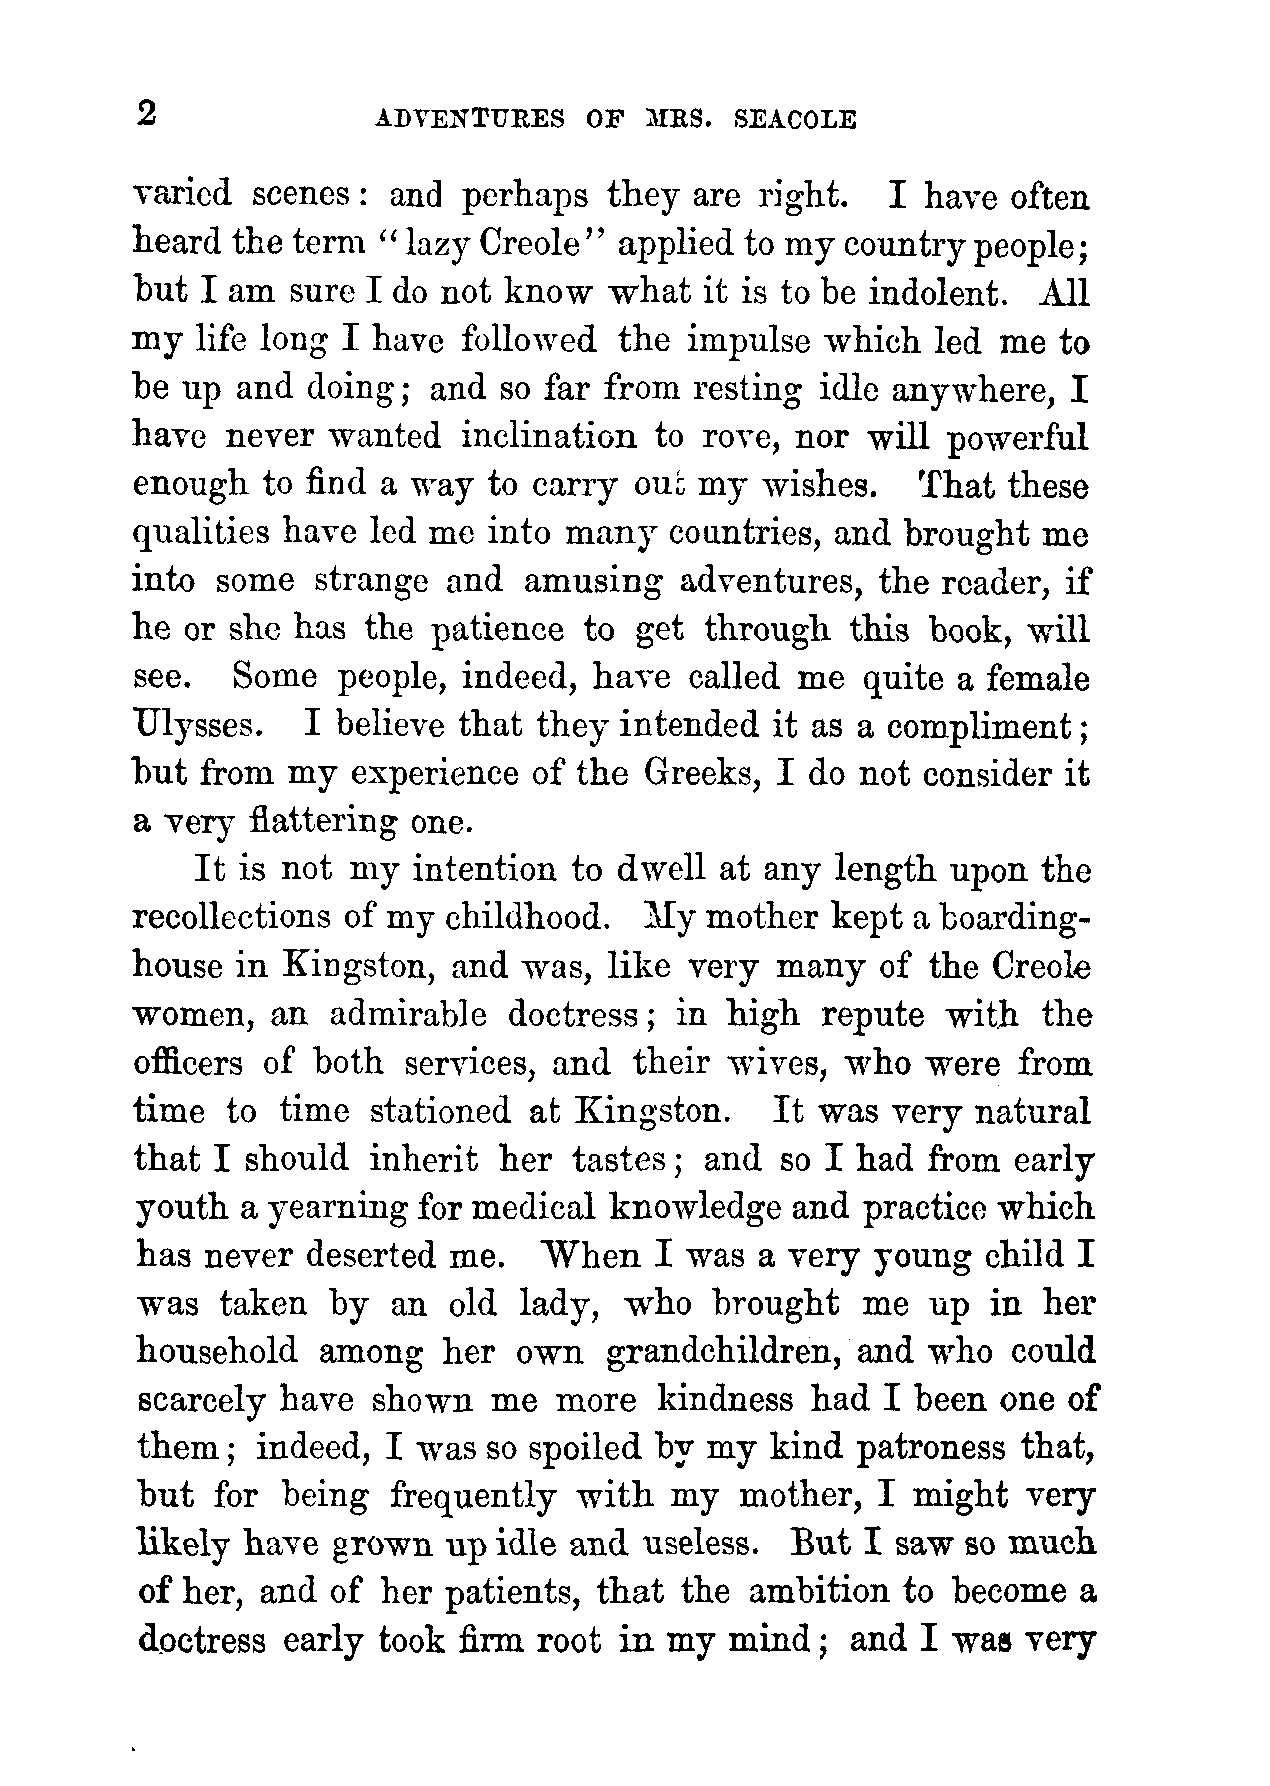 2 ADVENTURES OF MRS. SEACOLE
varied scenes: and perhaps they are right. I have often
heard the term “lazy Creole” applied to my country people;
but I am sure I do not know what it is to be indolent. All
my life long I have followed the impulse which led me to
be up and doing; and so far from resting idle anywhere, I
have never wanted inclination to rove, nor will powerful
enough to find a way to carry out my wishes. That these
qualities have led me into many countries, and brought me
into some strange and amusing adventures, the reader, if
he or she has the patience to get through this book, will
see. Some people, indeed, have called me quite a female
Ulysses. I believe that they intended it as a compliment;
but from my experience of the Greeks, I do not consider it
a very flattering one.
It is not my intention to dwell at any length upon the
recollections of my childhood. My mother kept a boarding-
house in Kingston, and was, like very many of the Creole
women, an admirable doctress; in high repute with the
officers of both services, and their wives, who were from
time to time stationed at Kingston. It was very natural
that I should inherit her tastes; and so I had from early
youth a yearning for medical knowledge and practice which
has never deserted me. When I was a very young child I
was taken by an old lady, who brought me up in her
household among her own grandchildren, and who could
scarcely have shown me more kindness had I been one of
them; indeed, I was so spoiled by my kind patroness that,
but for being frequently with my mother, I might very
likely have grown up idle and useless. But I saw so much
of her, and of her patients, that the ambition to become a
doctress early took firm root in my mind; and I was very